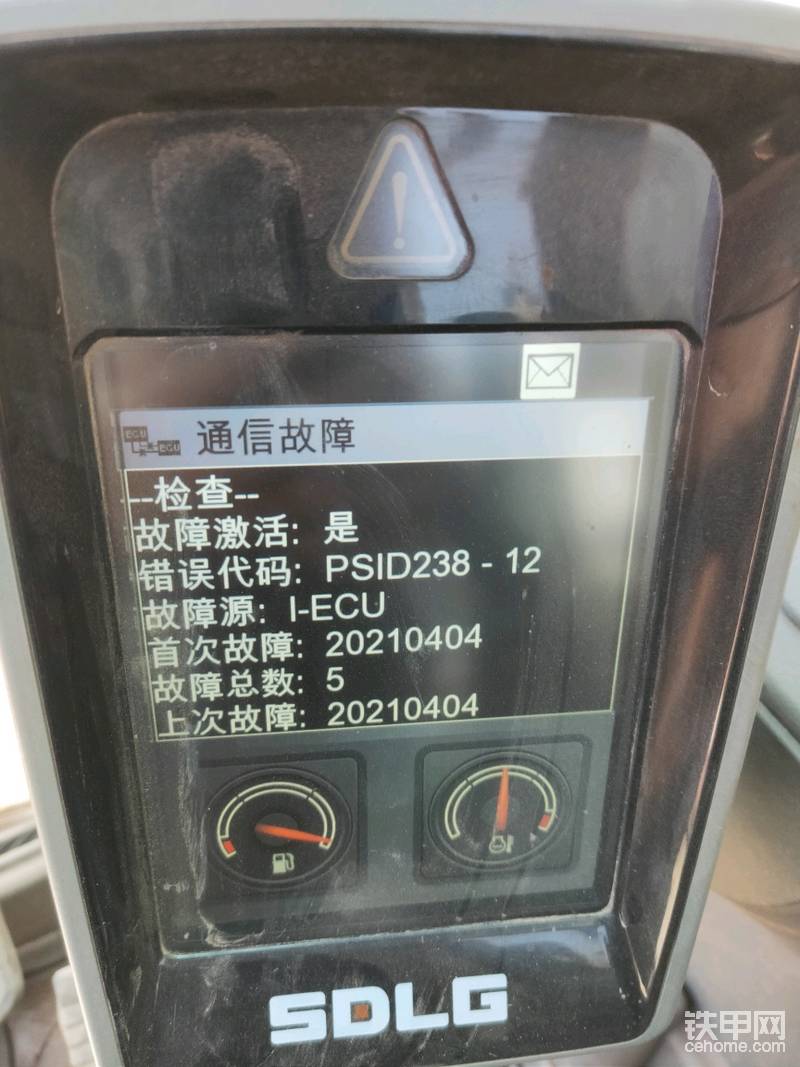 ECU
ECU
通信故障
--检查--
故障激活: 是
错误代码: PSID238 - 12
故障源: I-ECU
首次故障: 20210404
故障总数: 5
上次故障: 20210404
SDLG
铁甲网
cehome.com